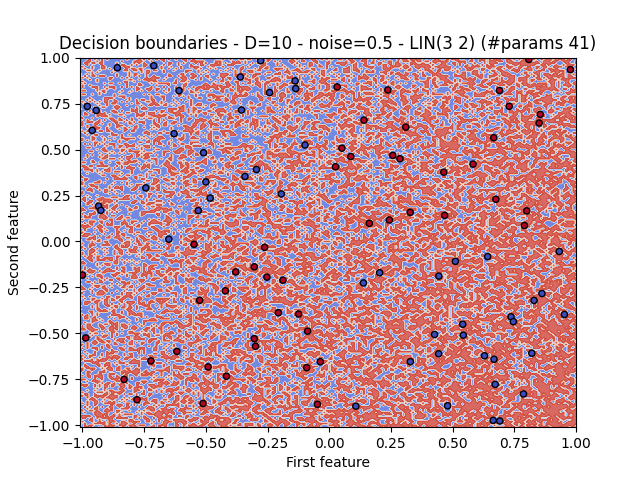 Decision boundaries - D=10 - noise=0.5 - LIN(3 2) (#params 41)
1.00
0.75
0.50
0.25
0.00
−0.25
−0.50
−0.75
−1.00
Second feature
−1.00 −0.75 −0.50 −0.25 0.00 0.25 0.50 0.75 1.00
First feature